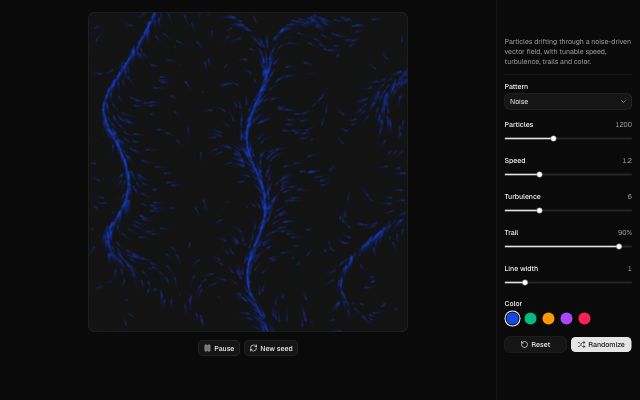 Particles drifting through a noise-driven
vector field, with tunable speed,
turbulence, trails and color.
Pattern
Noise
Particles 1200
Speed 1.2
Turbulence 6
Trail 90%
Line width 1
Color
Reset Randomize
Pause New seed